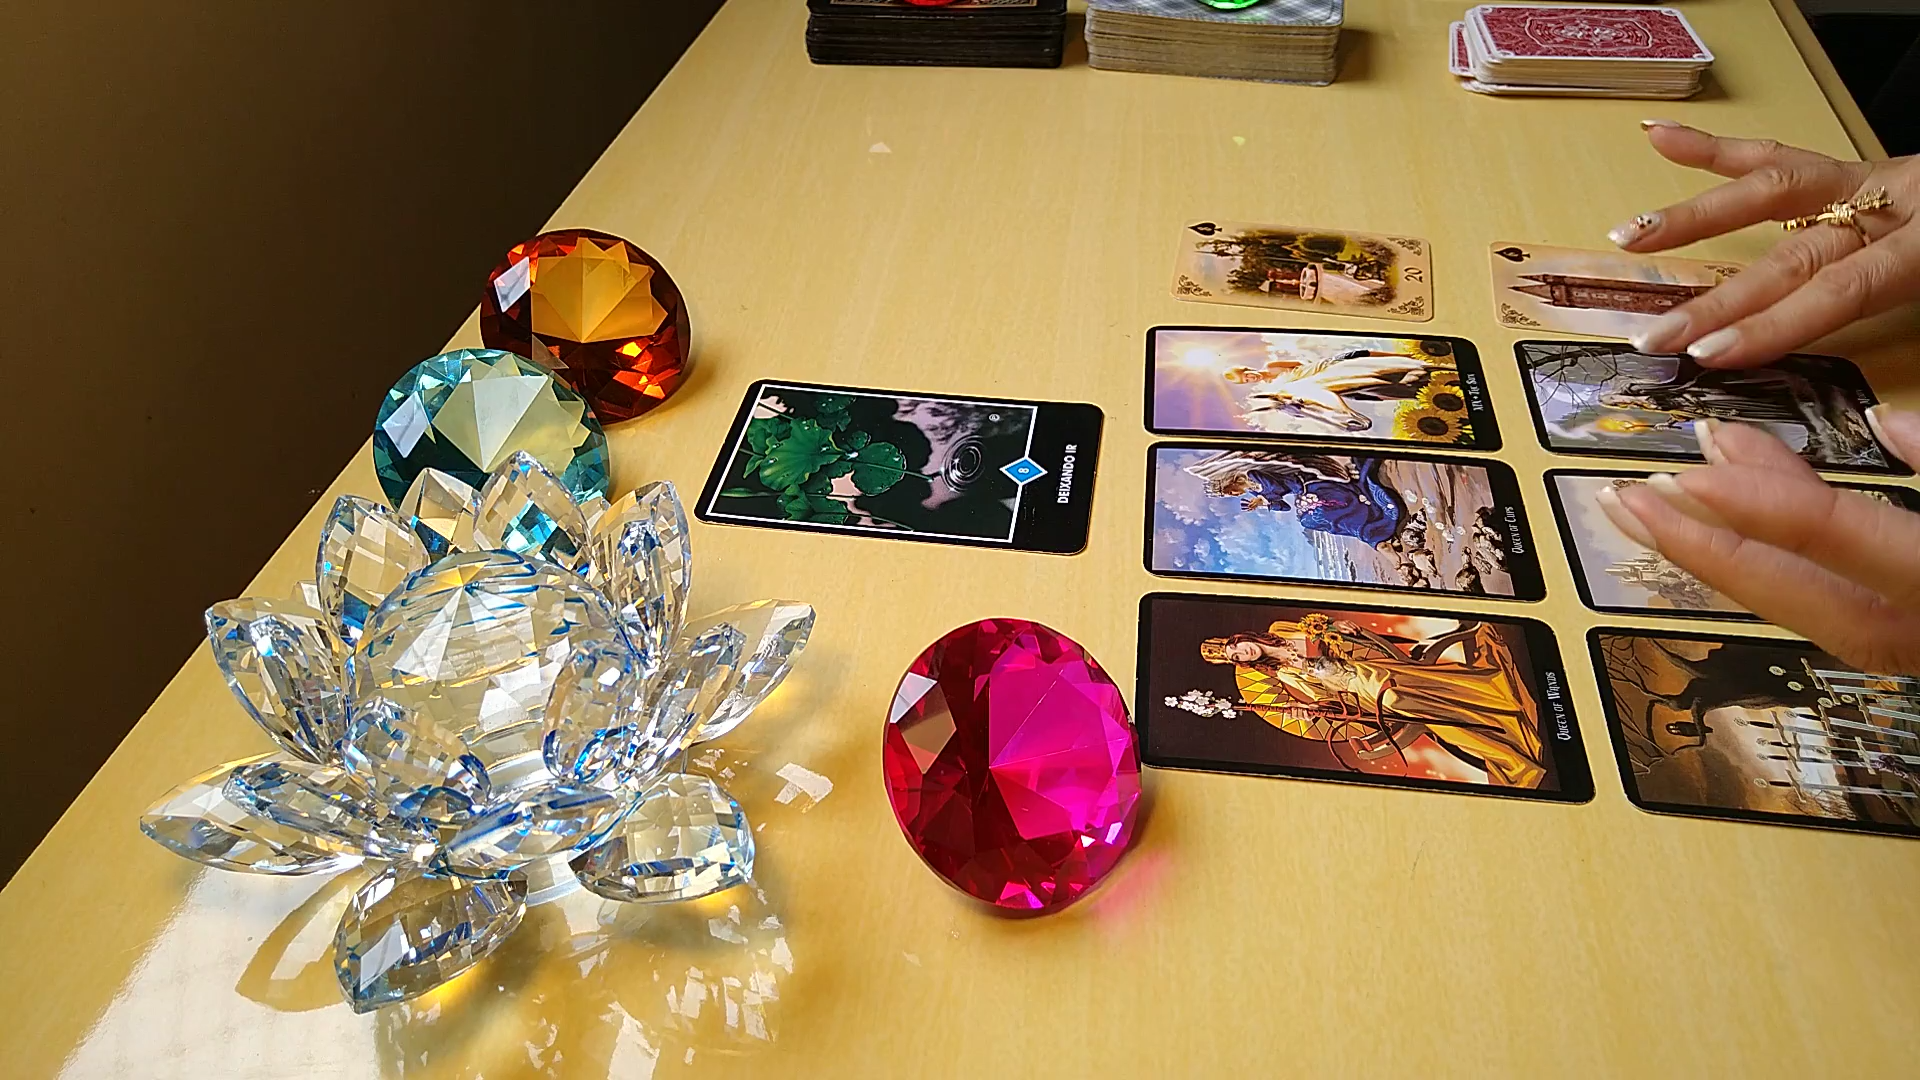 20
XIX • The Sun
8
DEIXANDO IR
Queen of Cups
Queen of Wands